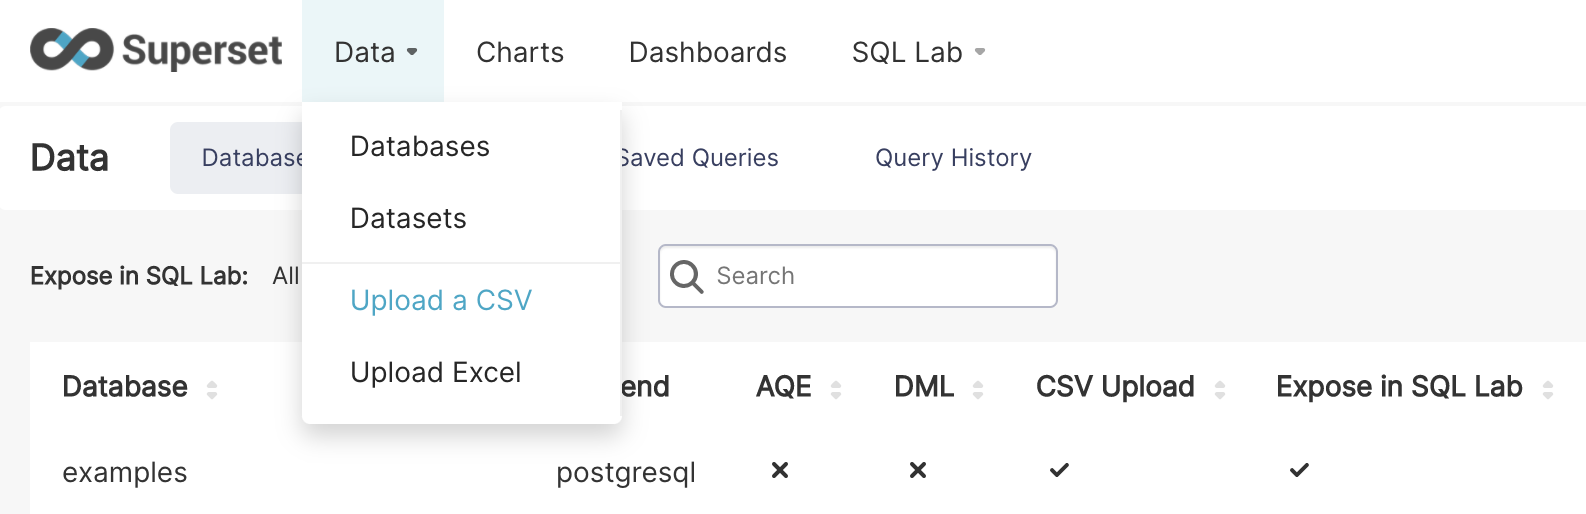 Superset Data Charts Dashboards SQL Lab
Data Database Saved Queries Query History
Databases
Datasets
Expose in SQL Lab: All Search
Upload a CSV
Upload Excel
Database end AQE DML CSV Upload Expose in SQL Lab
examples postgresql